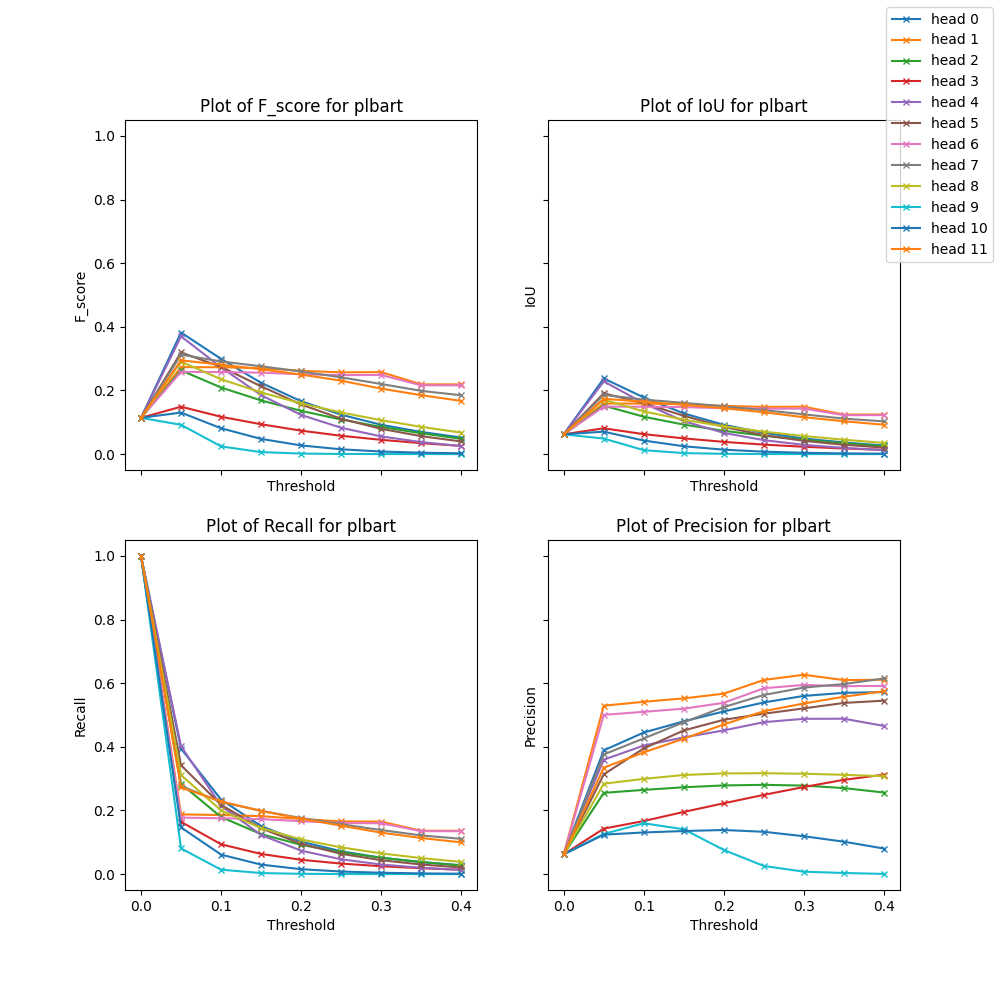 head 0
head 1
head 2
head 3
head 4
head 5
head 6
head 7
head 8
head 9
head 10
head 11
Plot of F_score for plbart
1.0
0.8
0.6
0.4
0.2
0.0
F_score
Threshold
Plot of IoU for plbart
IoU
Threshold
Plot of Recall for plbart
1.0
0.8
0.6
0.4
0.2
0.0
Recall
0.0 0.1 0.2 0.3 0.4
Threshold
Plot of Precision for plbart
Precision
0.0 0.1 0.2 0.3 0.4
Threshold